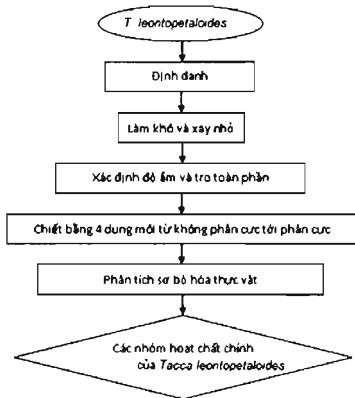 T leontopetaloides
Định danh
Làm khô và xay nhỏ
Xác định độ ẩm và tro toàn phần
Chiết bằng 4 dung môi từ không phân cực tới phân cực
Phân tích sơ bộ hóa thực vật
Các nhóm hoạt chất chính
của Tacca leontopetaloides